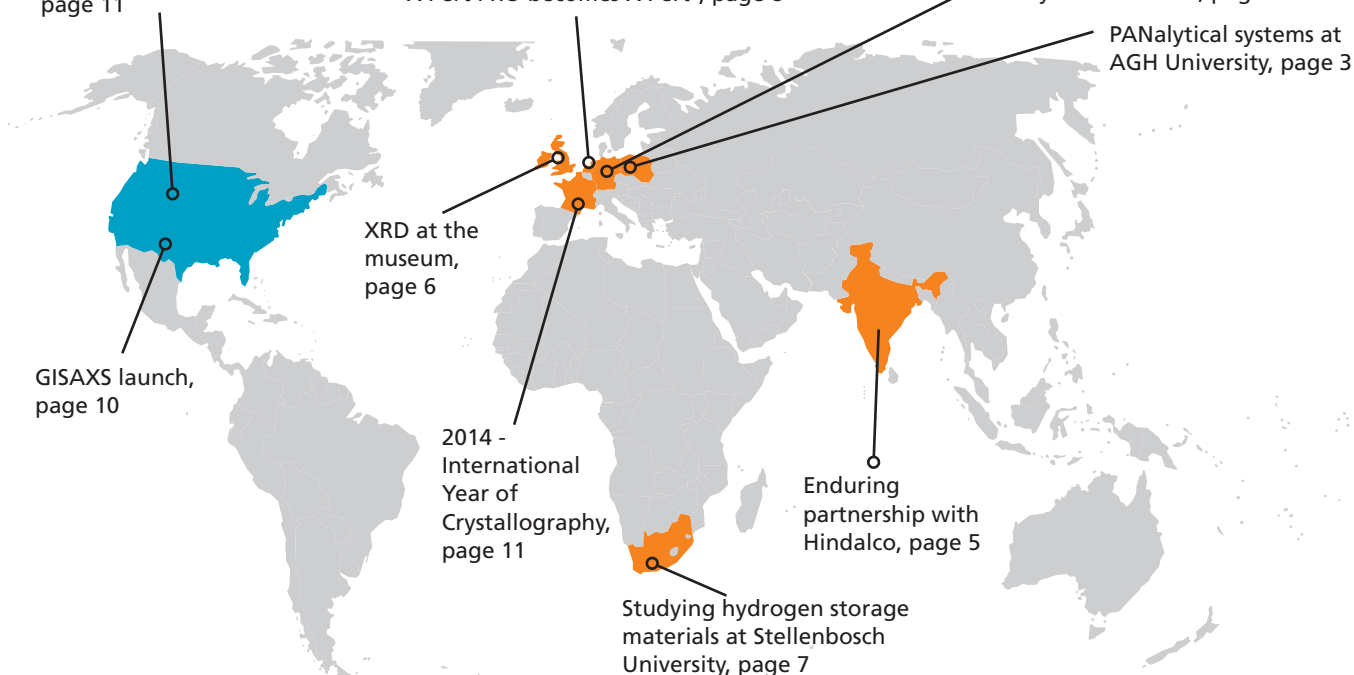 page 11
PANalytical systems at
AGH University, page 3
XRD at the
museum,
page 6
GISAXS launch,
page 10
2014 -
International
Year of
Crystallography,
page 11
Enduring
partnership with
Hindalco, page 5
Studying hydrogen storage
materials at Stellenbosch
University, page 7